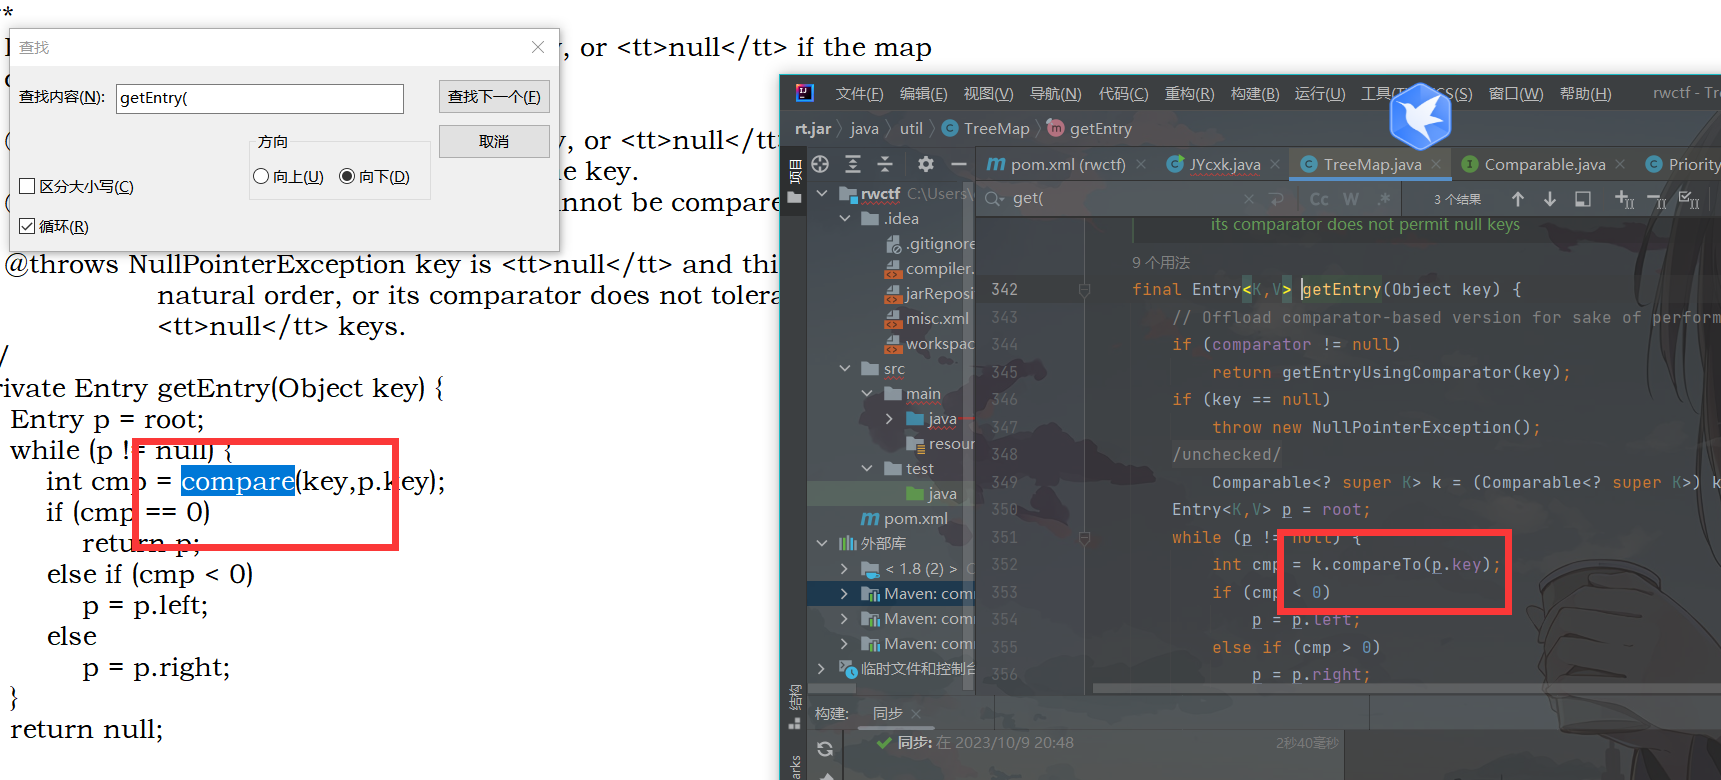 *
, or <tt>null</tt> if the map
查找
查找内容(N):
getEntry(
查找下一个(F)
取消
方向
向上(U)
向下(D)
区分大小写(C)
循环(R)
, or <tt>null</tt>
e key.
nnot be compare
@throws NullPointerException key is <tt>null</tt> and thi
natural order, or its comparator does not tolera
<tt>null</tt> keys.
/
rivate Entry getEntry(Object key) {
Entry p = root;
while (p != null) {
int cmp = compare(key,p.key);
if (cmp == 0)
return p;
else if (cmp < 0)
p = p.left;
else
p = p.right;
}
return null;
文件(F) 编辑(E) 视图(V) 导航(N) 代码(C) 重构(R) 构建(B) 运行(U) 工具(T) CS(S) 窗口(W) 帮助(H) rwctf - Tre
rt.jar java util TreeMap getEntry
项目
pom.xml (rwctf) JYcxk.java TreeMap.java Comparable.java Priority
get(
Cc W .*
3 个结果
rwctf C:\Users\
.idea
.gitignore
compiler.
jarReposi
misc.xml
workspac
src
main
java
resour
test
java
pom.xml
外部库
< 1.8 (2) > C
Maven: com
Maven: com
Maven: com
临时文件和控制台
its comparator does not permit null keys
9 个用法
342 final Entry<K,V> getEntry(Object key) {
343 // Offload comparator-based version for sake of perform
344 if (comparator != null)
345 return getEntryUsingComparator(key);
346 if (key == null)
347 throw new NullPointerException();
348 /unchecked/
349 Comparable<? super K> k = (Comparable<? super K>) k
350 Entry<K,V> p = root;
351 while (p != null) {
352 int cmp = k.compareTo(p.key);
353 if (cmp < 0)
354 p = p.left;
355 else if (cmp > 0)
356 p = p.right;
结构
构建: 同步
同步: 在 2023/10/9 20:48 2秒40毫秒
arks